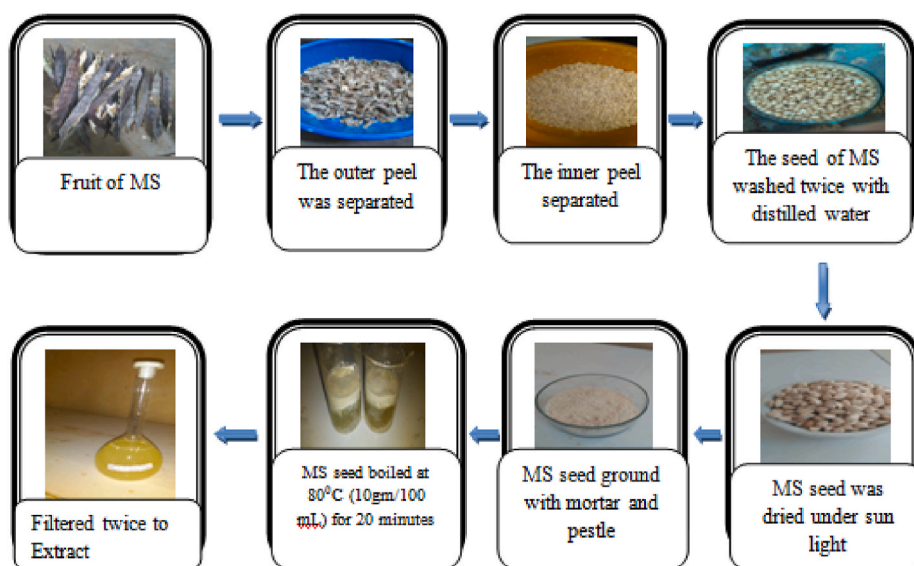 Fruit of MS
The outer peel
was separated
The inner peel
separated
The seed of MS
washed twice with
distilled water
MS seed was
dried under sun
light
MS seed ground
with mortar and
pestle
MS seed boiled at
80⁰C (10gm/100
mL) for 20 minutes
Filtered twice to
Extract